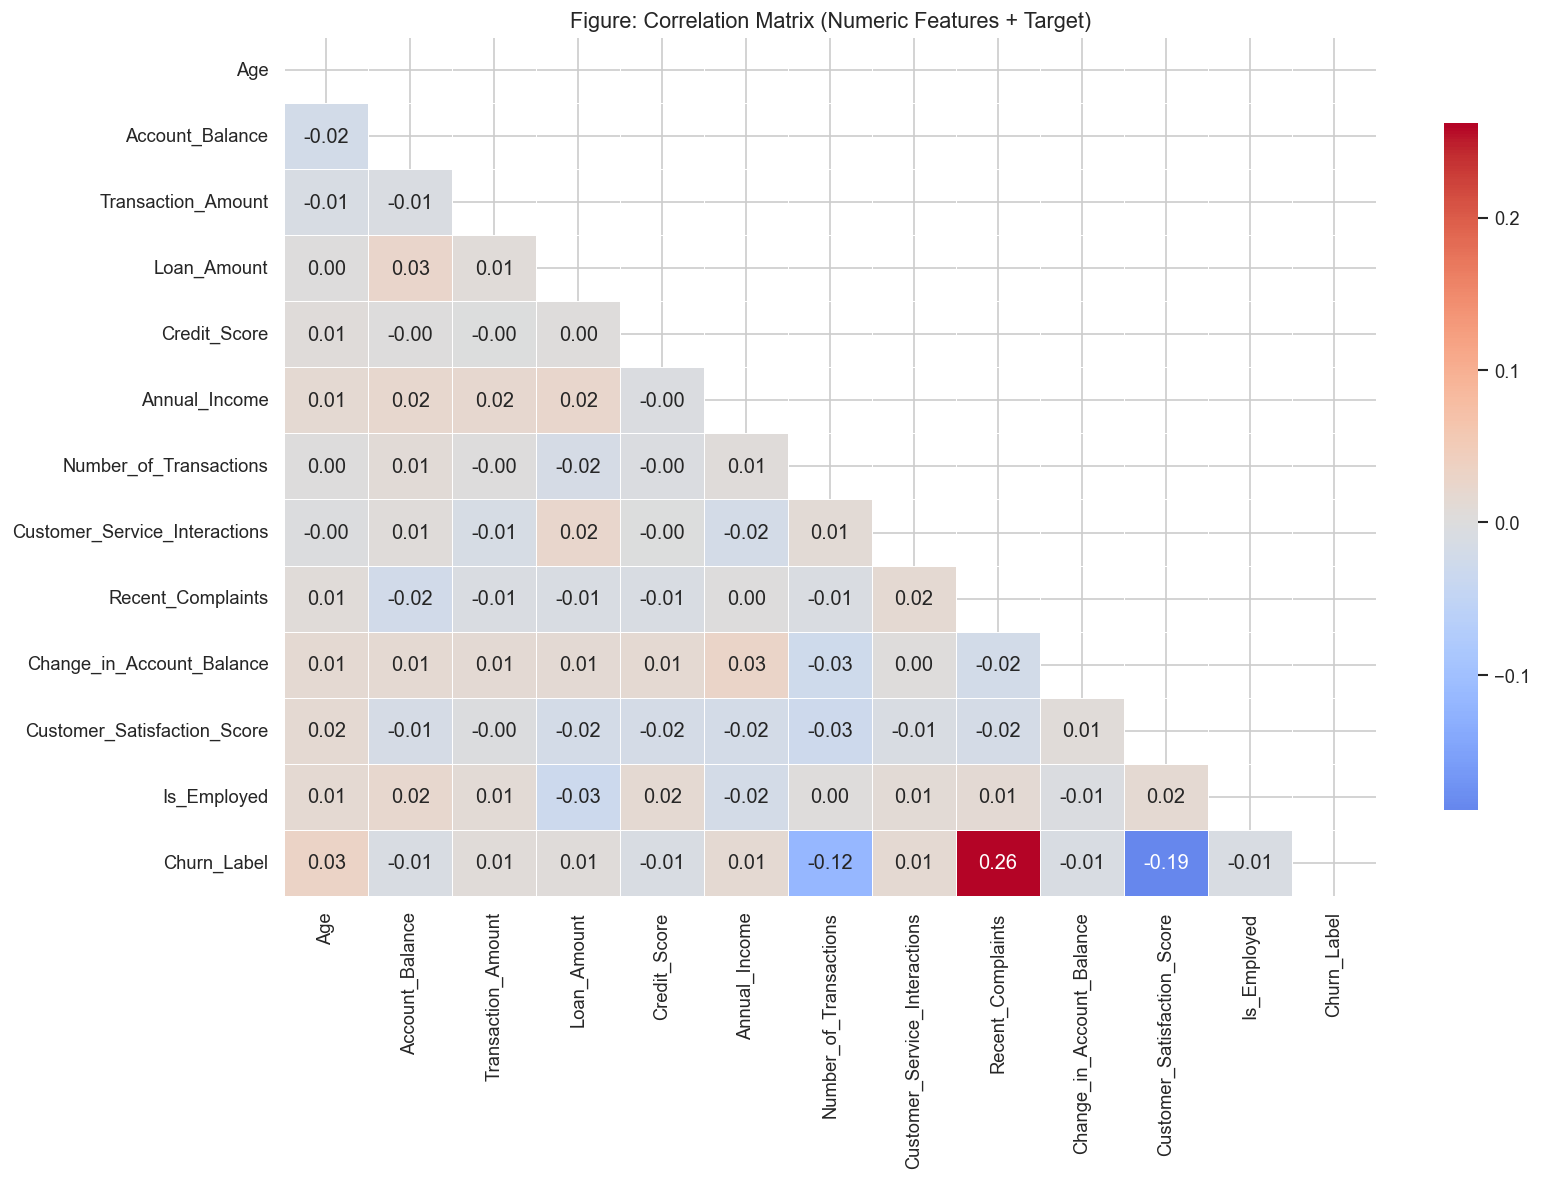 Figure: Correlation Matrix (Numeric Features + Target)
Age
Account_Balance -0.02
Transaction_Amount -0.01 -0.01
Loan_Amount 0.00 0.03 0.01
Credit_Score 0.01 -0.00 -0.00 0.00
Annual_Income 0.01 0.02 0.02 0.02 -0.00
Number_of_Transactions 0.00 0.01 -0.00 -0.02 -0.00 0.01
Customer_Service_Interactions -0.00 0.01 -0.01 0.02 -0.00 -0.02 0.01
Recent_Complaints 0.01 -0.02 -0.01 -0.01 -0.01 0.00 -0.01 0.02
Change_in_Account_Balance 0.01 0.01 0.01 0.01 0.01 0.03 -0.03 0.00 -0.02
Customer_Satisfaction_Score 0.02 -0.01 -0.00 -0.02 -0.02 -0.02 -0.03 -0.01 -0.02 0.01
Is_Employed 0.01 0.02 0.01 -0.03 0.02 -0.02 0.00 0.01 0.01 -0.01 0.02
Churn_Label 0.03 -0.01 0.01 0.01 -0.01 0.01 -0.12 0.01 0.26 -0.01 -0.19 -0.01
Age
Account_Balance
Transaction_Amount
Loan_Amount
Credit_Score
Annual_Income
Number_of_Transactions
Customer_Service_Interactions
Recent_Complaints
Change_in_Account_Balance
Customer_Satisfaction_Score
Is_Employed
Churn_Label
0.2
0.1
0.0
−0.1